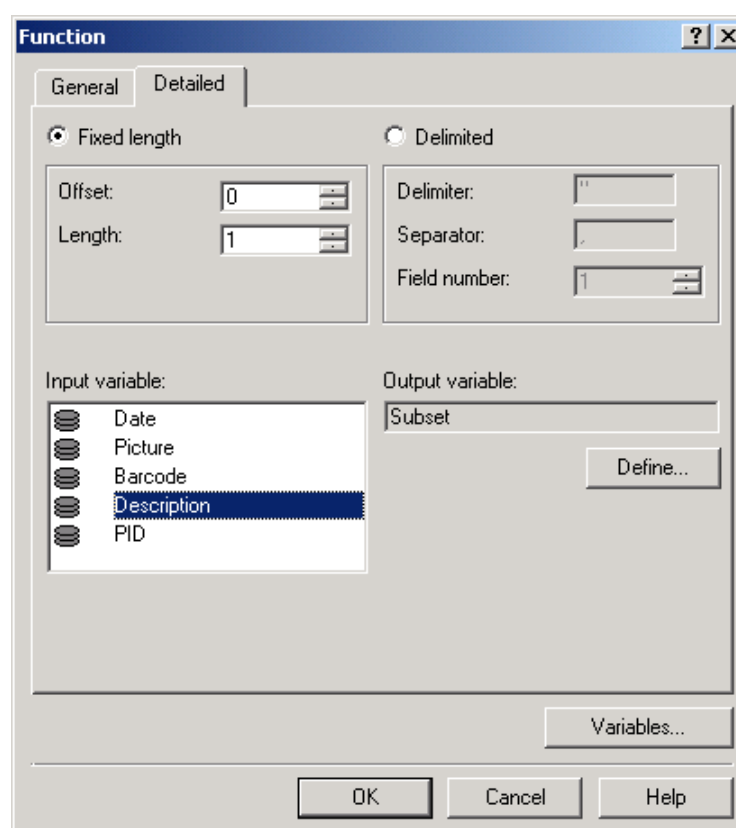 Function
General Detailed
Fixed length Delimited
Offset: 0 Delimiter: "
Length: 1 Separator: ,
Field number: 1
Input variable: Output variable:
Date Subset
Picture
Barcode Define...
Description
PID
Variables...
OK Cancel Help